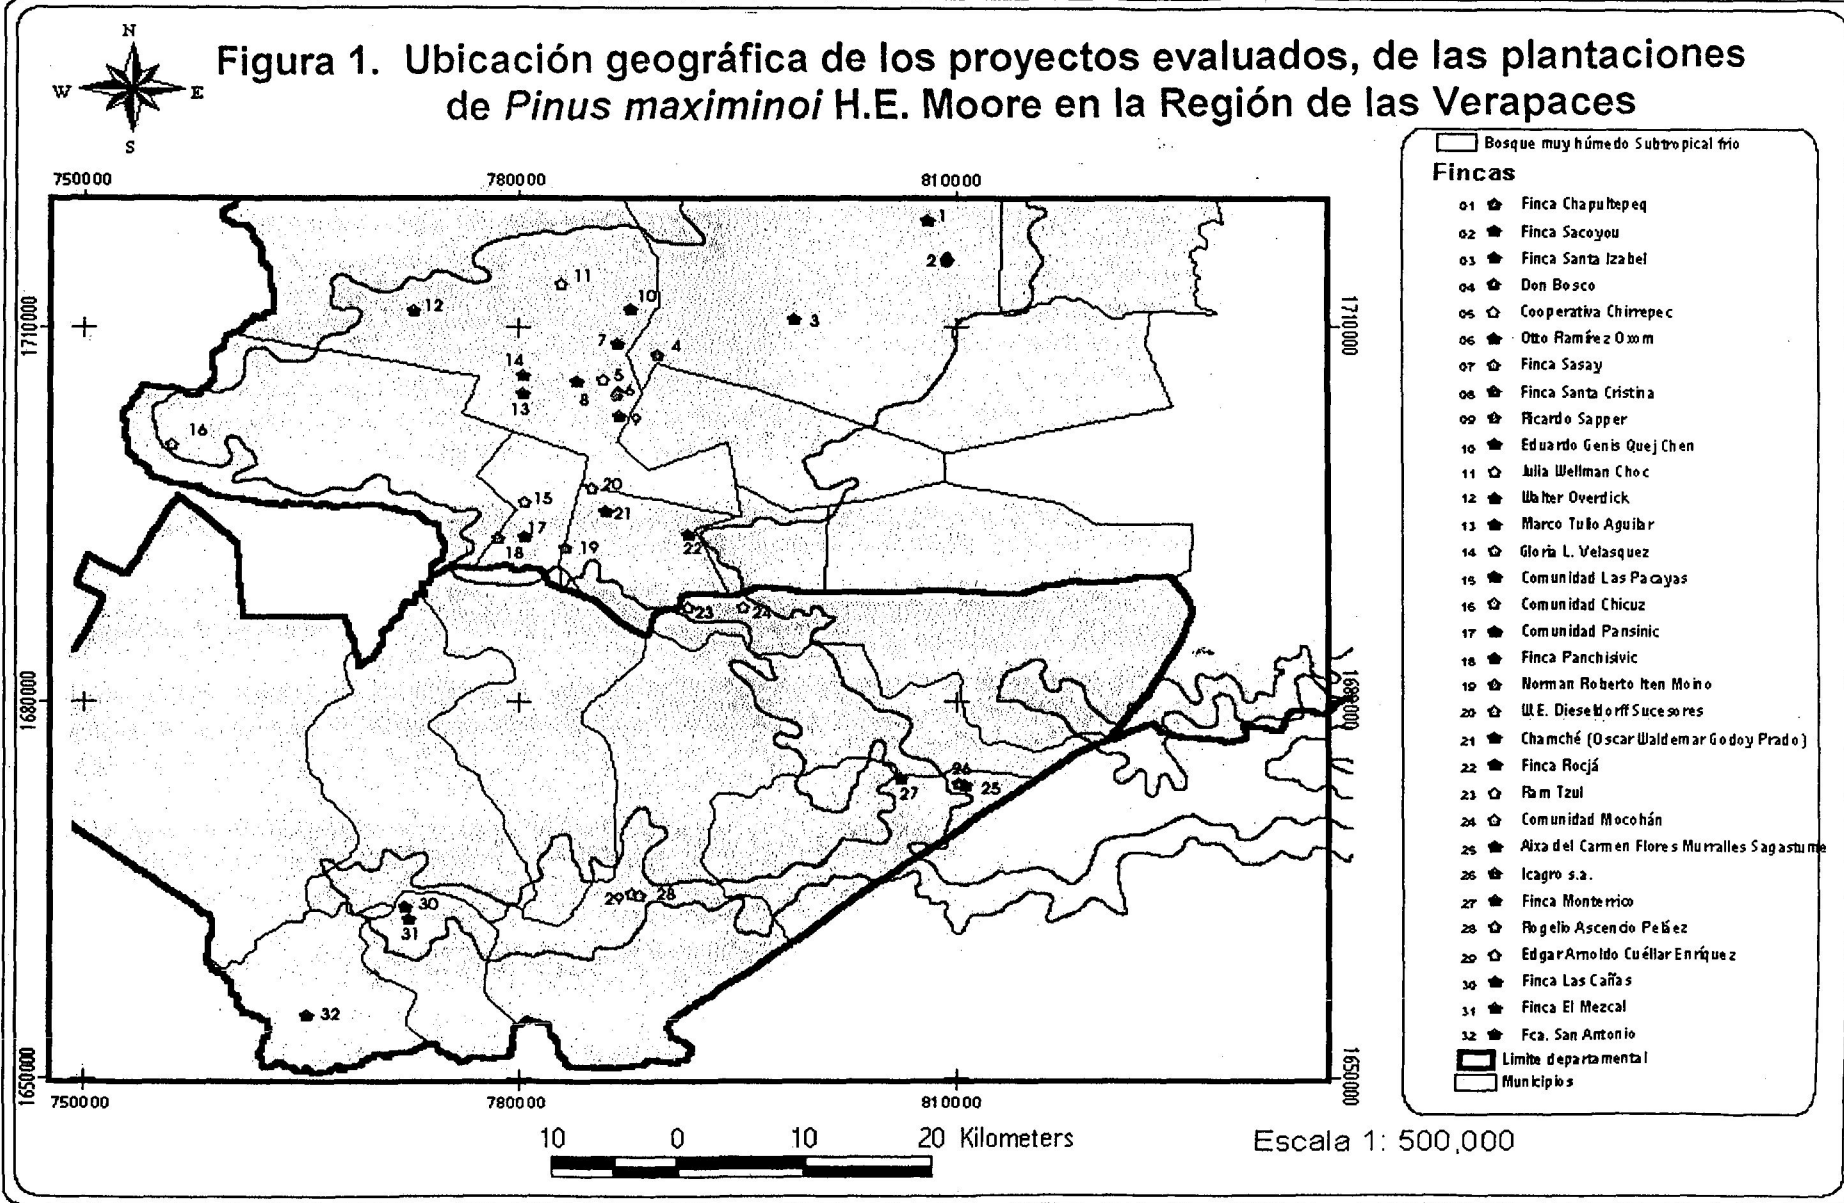 N
W E
S
Figura 1. Ubicación geográfica de los proyectos evaluados, de las plantaciones
de Pinus maximinoi H.E. Moore en la Región de las Verapaces
750000 780000 810000
1710000 1710000
1680000 1680000
1650000 1650000
1
2
11
12
10
3
7
4
14
5
6
8
13
9
16
20
15
21
17
22
18
19
23
24
26
25
27
29
28
30
31
32
750000 780000 810000
10 0 10 20 Kilometers
Escala 1: 500,000
Bosque muy húmedo Subtropical frio
Fincas
01 Finca Chapultepeq
02 Finca Sacoyou
03 Finca Santa Izabel
04 Don Bosco
05 Cooperativa Chirrepec
06 Otto Ramírez Oxom
07 Finca Sasay
08 Finca Santa Cristina
09 Ricardo Sapper
10 Eduardo Genis Quej Chen
11 Julia Wellman Choc
12 Walter Overdick
13 Marco Tulio Aguilar
14 Gloria L. Velasquez
15 Comunidad Las Pacayas
16 Comunidad Chicuz
17 Comunidad Pansinic
18 Finca Panchisivic
19 Norman Roberto Iten Moino
20 W.E. Dieseldorff Sucesores
21 Chamché (Oscar Waldemar Godoy Prado)
22 Finca Rocjá
23 Ram Tzul
24 Comunidad Mocohán
25 Aixa del Carmen Flores Murralles Sagastume
26 Icagro s.a.
27 Finca Monterrico
28 Rogelio Ascencio Peláez
29 Edgar Arnoldo Cuéllar Enríquez
30 Finca Las Cañas
31 Finca El Mezcal
32 Fca. San Antonio
Limite departamental
Municipios